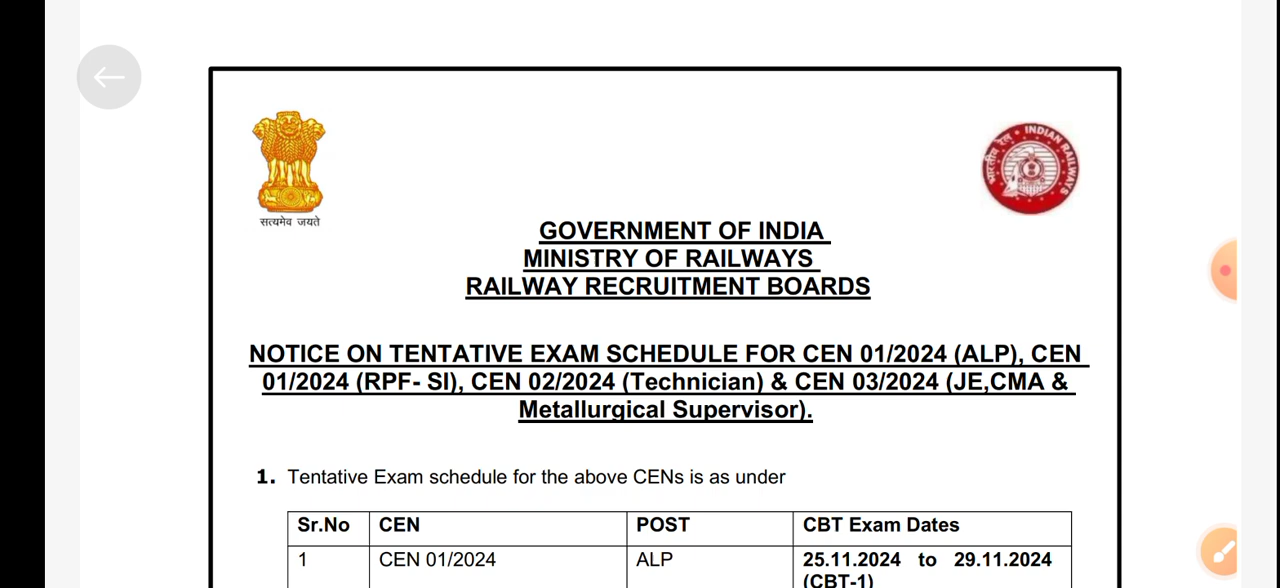 सत्यमेव जयते
भारतीय रेल • INDIAN RAILWAYS
GOVERNMENT OF INDIA
MINISTRY OF RAILWAYS
RAILWAY RECRUITMENT BOARDS
NOTICE ON TENTATIVE EXAM SCHEDULE FOR CEN 01/2024 (ALP), CEN
01/2024 (RPF- SI), CEN 02/2024 (Technician) & CEN 03/2024 (JE,CMA &
Metallurgical Supervisor).
1. Tentative Exam schedule for the above CENs is as under
Sr.No CEN POST CBT Exam Dates
1 CEN 01/2024 ALP 25.11.2024 to 29.11.2024
(CBT-1)